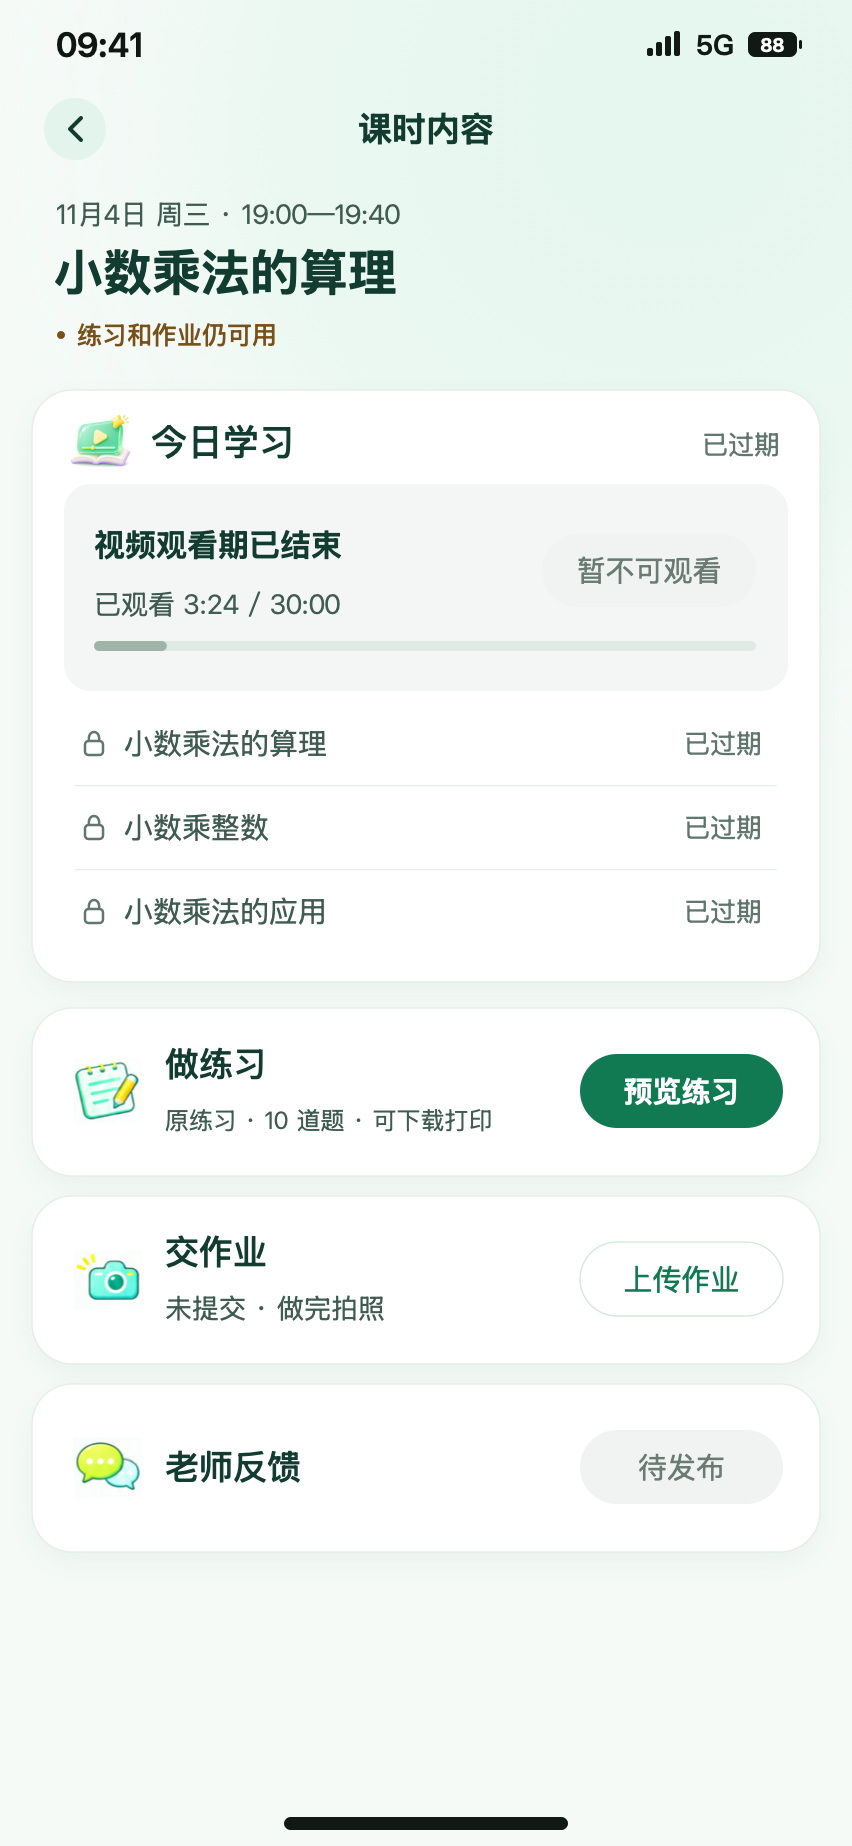 09:41
5G 88
课时内容
11月4日 周三 · 19:00—19:40
小数乘法的算理
• 练习和作业仍可用
今日学习
已过期
视频观看期已结束
已观看 3:24 / 30:00
暂不可观看
小数乘法的算理
已过期
小数乘整数
已过期
小数乘法的应用
已过期
做练习
原练习 · 10 道题 · 可下载打印
预览练习
交作业
未提交 · 做完拍照
上传作业
老师反馈
待发布